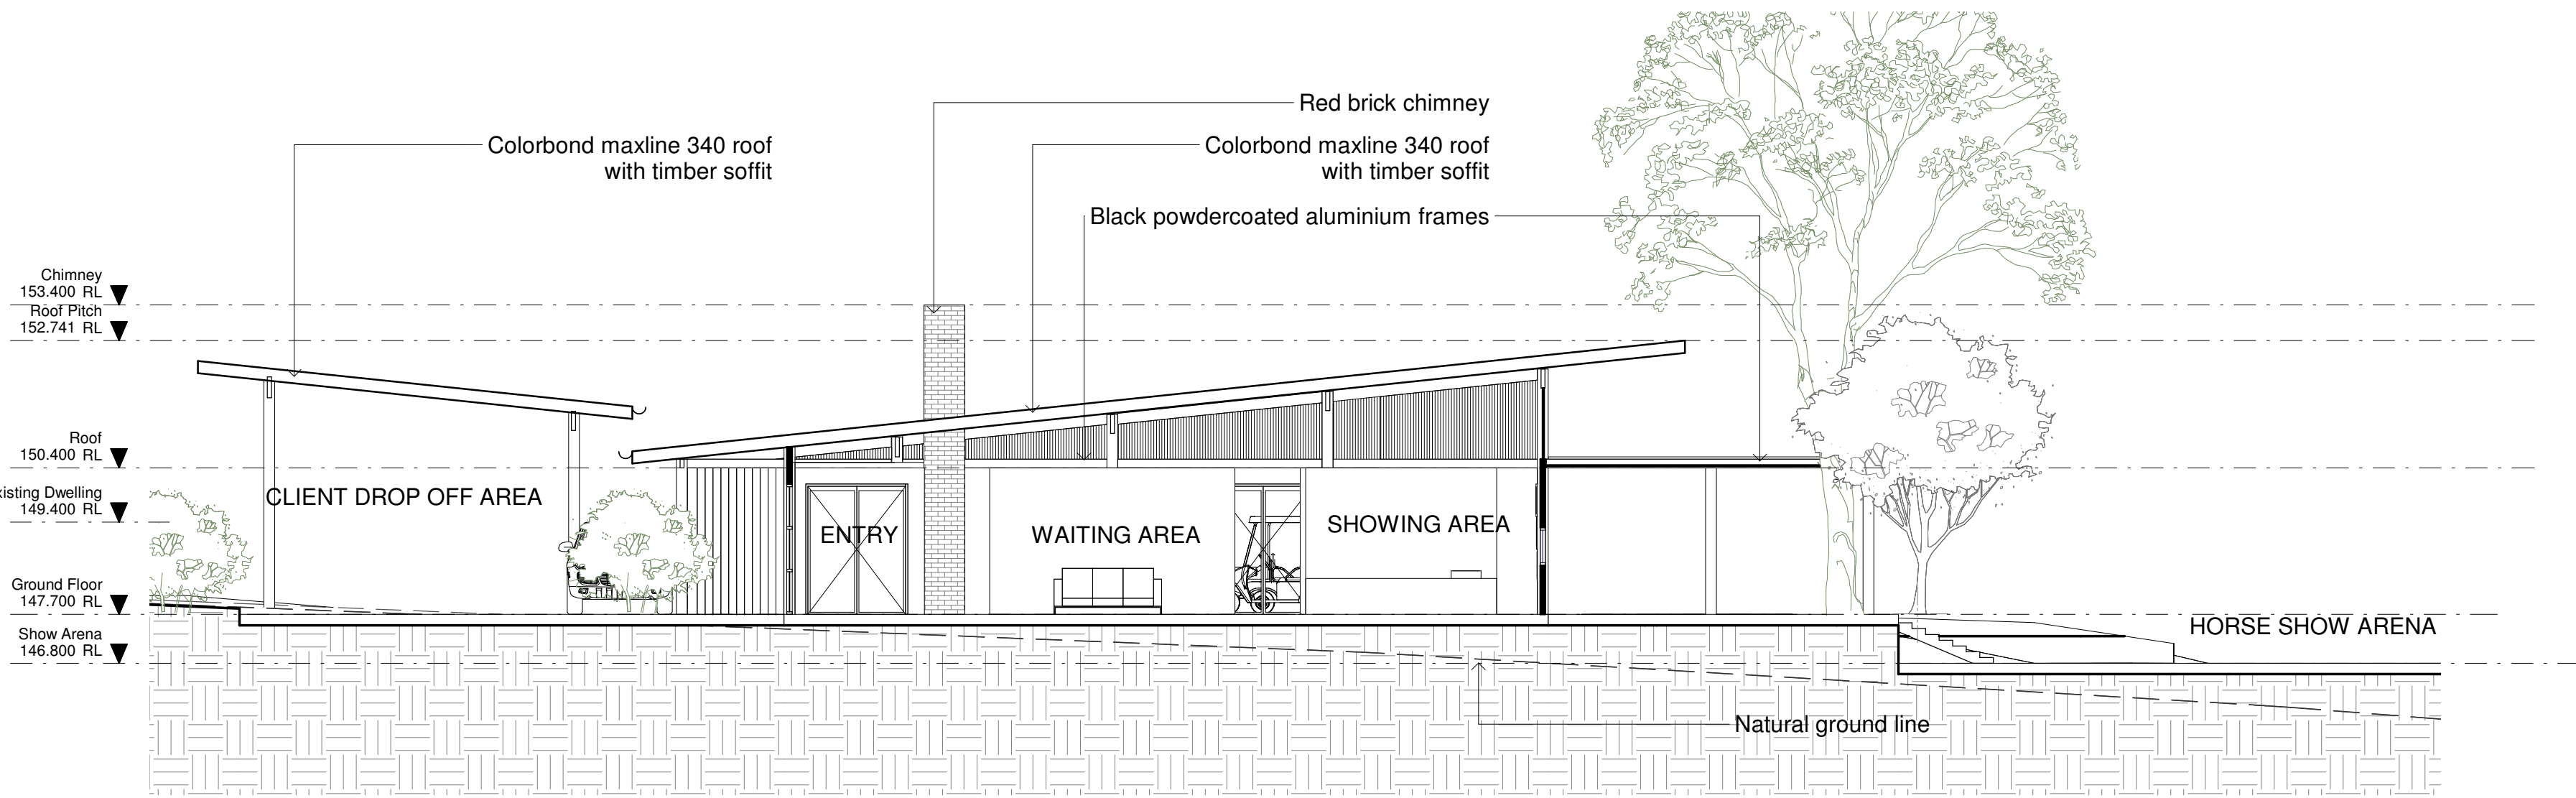 Red brick chimney
Colorbond maxline 340 roof
with timber soffit
Colorbond maxline 340 roof
with timber soffit
Black powdercoated aluminium frames
Chimney
153.400 RL
Roof Pitch
152.741 RL
Roof
150.400 RL
xisting Dwelling
149.400 RL
CLIENT DROP OFF AREA
ENTRY
WAITING AREA
SHOWING AREA
Ground Floor
147.700 RL
Show Arena
146.800 RL
HORSE SHOW ARENA
Natural ground line